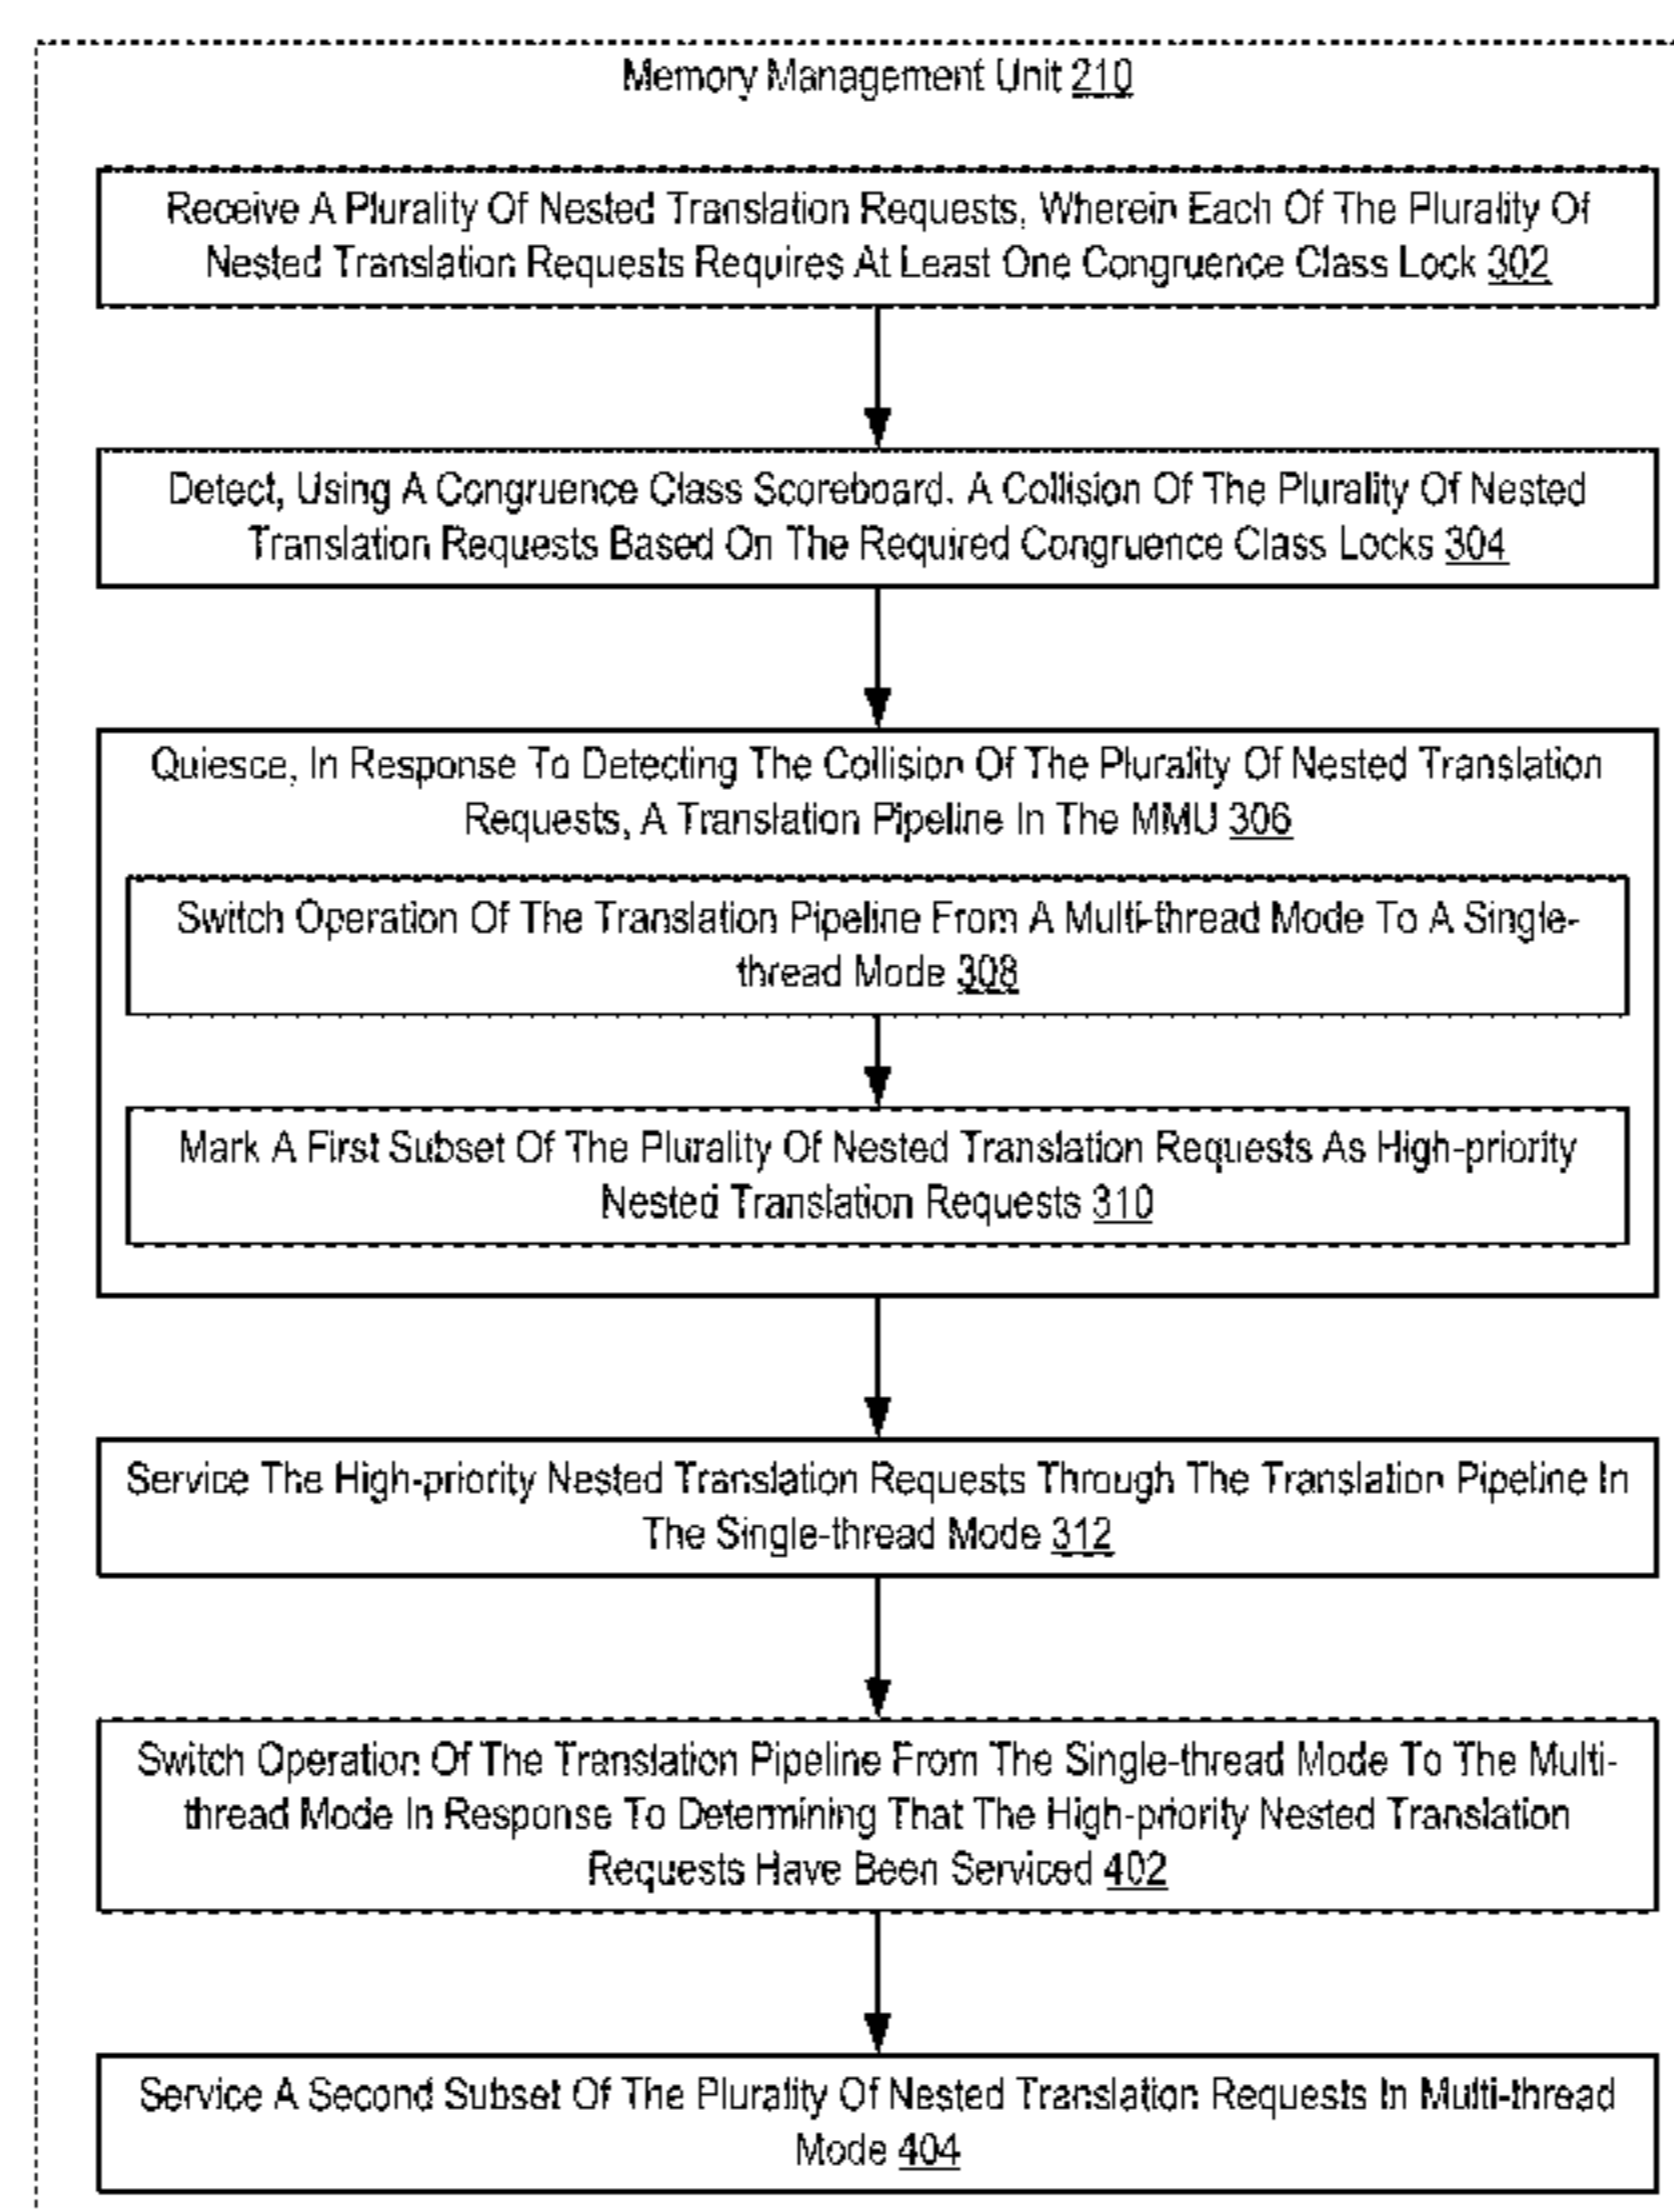 Memory Management Unit 210
Receive A Plurality Of Nested Translation Requests, Wherein Each Of The Plurality Of
Nested Translation Requests Requires At Least One Congruence Class Lock 302
Detect, Using A Congruence Class Scoreboard, A Collision Of The Plurality Of Nested
Translation Requests Based On The Required Congruence Class Locks 304
Quiesce, In Response To Detecting The Collision Of The Plurality Of Nested Translation
Requests, A Translation Pipeline In The MMU 306
Switch Operation Of The Translation Pipeline From A Multi-thread Mode To A Single-
thread Mode 308
Mark A First Subset Of The Plurality Of Nested Translation Requests As High-priority
Nested Translation Requests 310
Service The High-priority Nested Translation Requests Through The Translation Pipeline In
The Single-thread Mode 312
Switch Operation Of The Translation Pipeline From The Single-thread Mode To The Multi-
thread Mode In Response To Determining That The High-priority Nested Translation
Requests Have Been Serviced 402
Service A Second Subset Of The Plurality Of Nested Translation Requests In Multi-thread
Mode 404